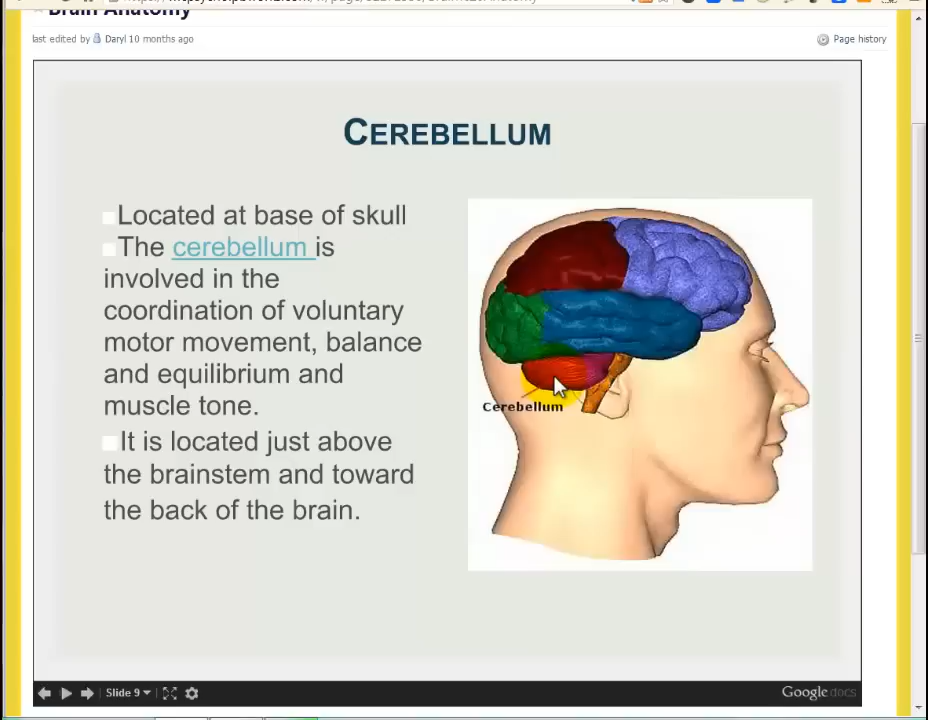 Brain Anatomy
last edited by Daryl 10 months ago
Page history
CEREBELLUM
Located at base of skull
The cerebellum is
involved in the
coordination of voluntary
motor movement, balance
and equilibrium and
muscle tone.
It is located just above
the brainstem and toward
the back of the brain.
Cerebellum
Slide 9
Google docs